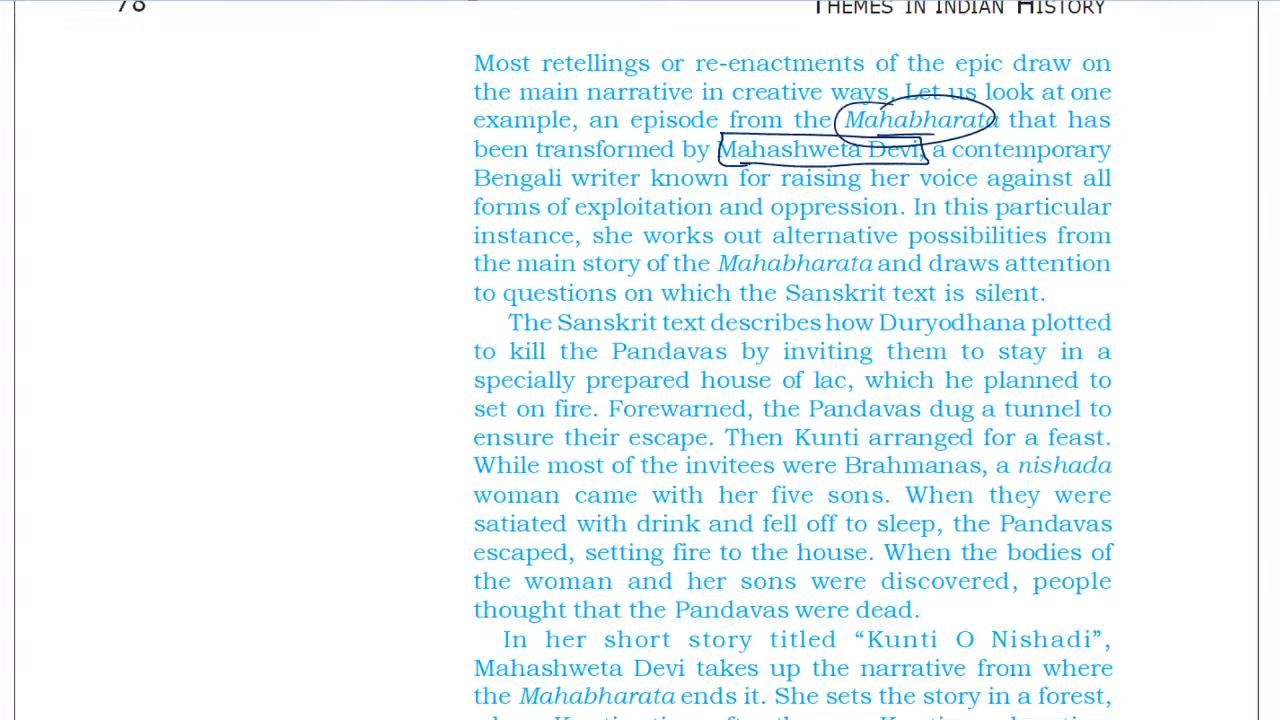 78 THEMES IN INDIAN HISTORY
Most retellings or re-enactments of the epic draw on
the main narrative in creative ways. Let us look at one
example, an episode from the Mahabharata that has
been transformed by Mahashweta Devi, a contemporary
Bengali writer known for raising her voice against all
forms of exploitation and oppression. In this particular
instance, she works out alternative possibilities from
the main story of the Mahabharata and draws attention
to questions on which the Sanskrit text is silent.
The Sanskrit text describes how Duryodhana plotted
to kill the Pandavas by inviting them to stay in a
specially prepared house of lac, which he planned to
set on fire. Forewarned, the Pandavas dug a tunnel to
ensure their escape. Then Kunti arranged for a feast.
While most of the invitees were Brahmanas, a nishada
woman came with her five sons. When they were
satiated with drink and fell off to sleep, the Pandavas
escaped, setting fire to the house. When the bodies of
the woman and her sons were discovered, people
thought that the Pandavas were dead.
In her short story titled “Kunti O Nishadi”,
Mahashweta Devi takes up the narrative from where
the Mahabharata ends it. She sets the story in a forest,